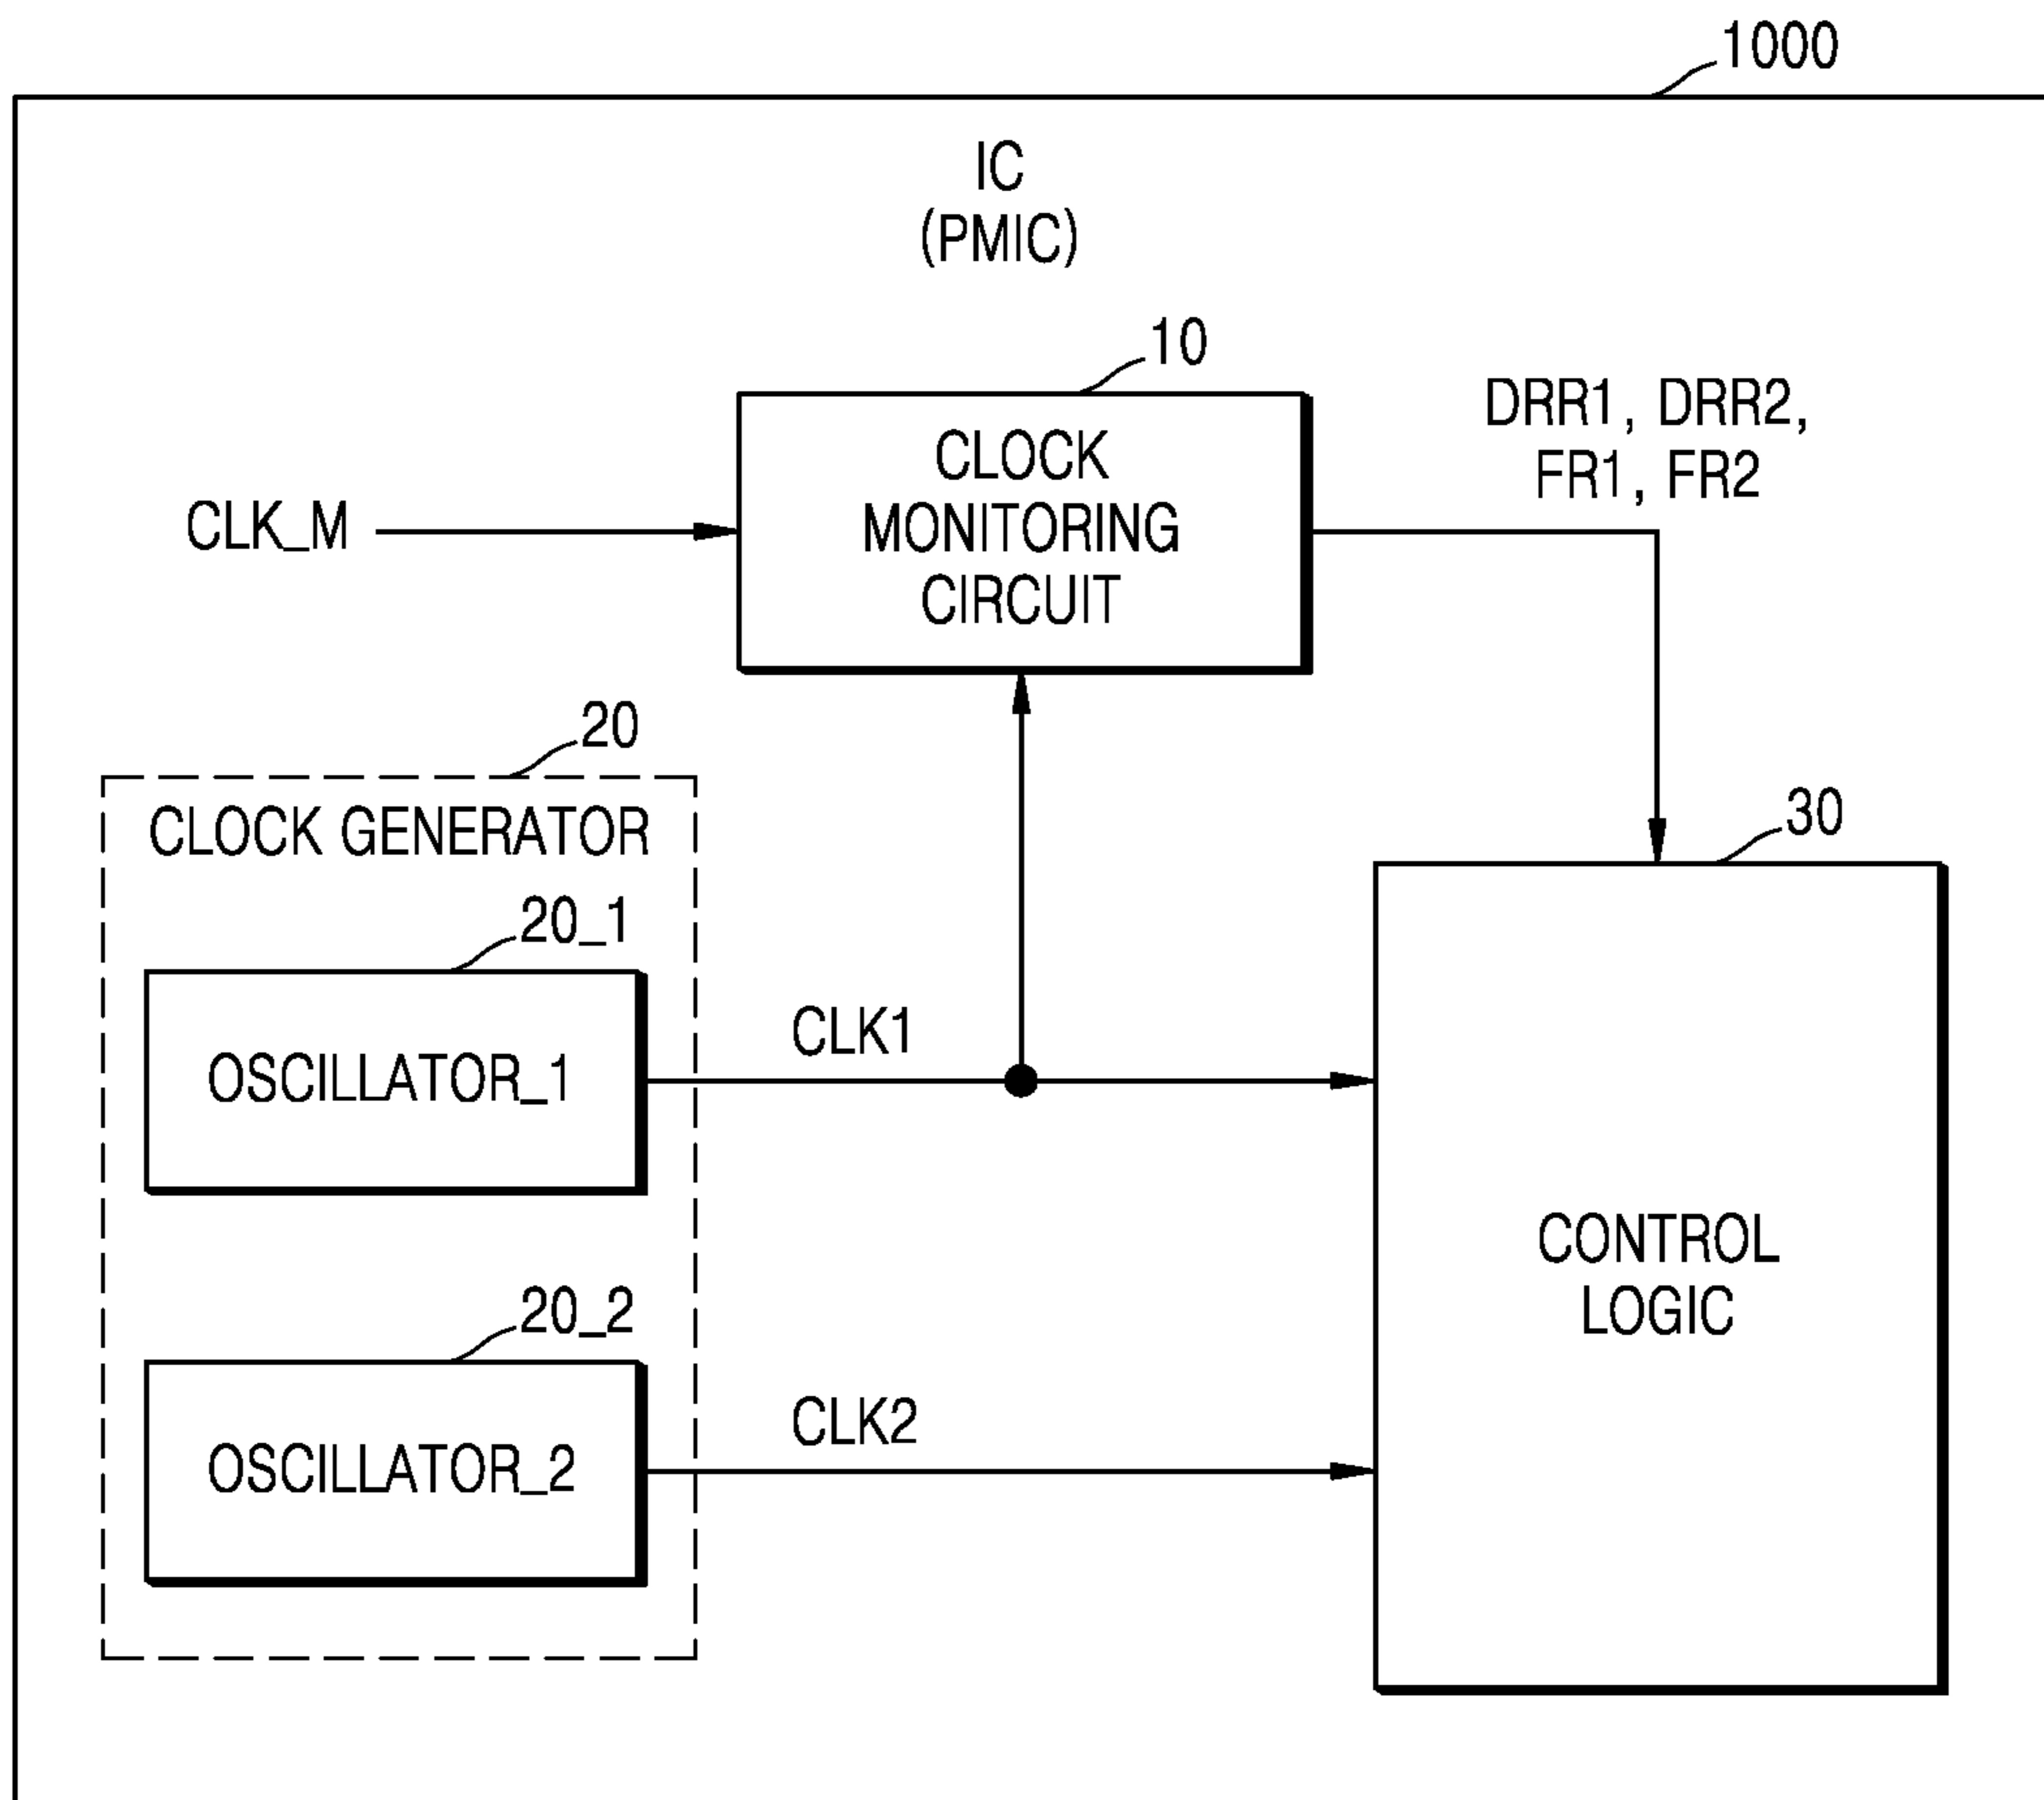 1000
IC
(PMIC)
10
CLOCK
MONITORING
CIRCUIT
DRR1, DRR2,
FR1, FR2
CLK_M
20
CLOCK GENERATOR
30
20_1
OSCILLATOR_1
CLK1
CONTROL
LOGIC
20_2
OSCILLATOR_2
CLK2